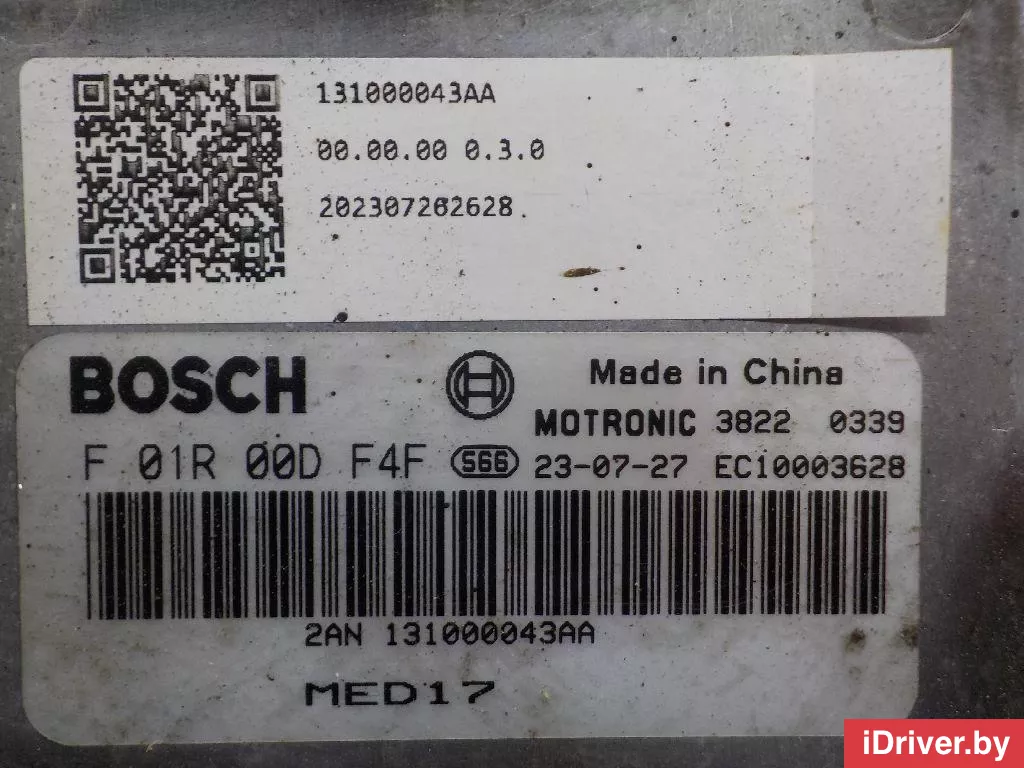 131000043AA
00.00.00 0.3.0
202307262628
BOSCH
Made in China
MOTRONIC 3822 0339
F 01R 00D F4F 566 23-07-27 EC10003628
2AN 131000043AA
MED17
iDriver.by